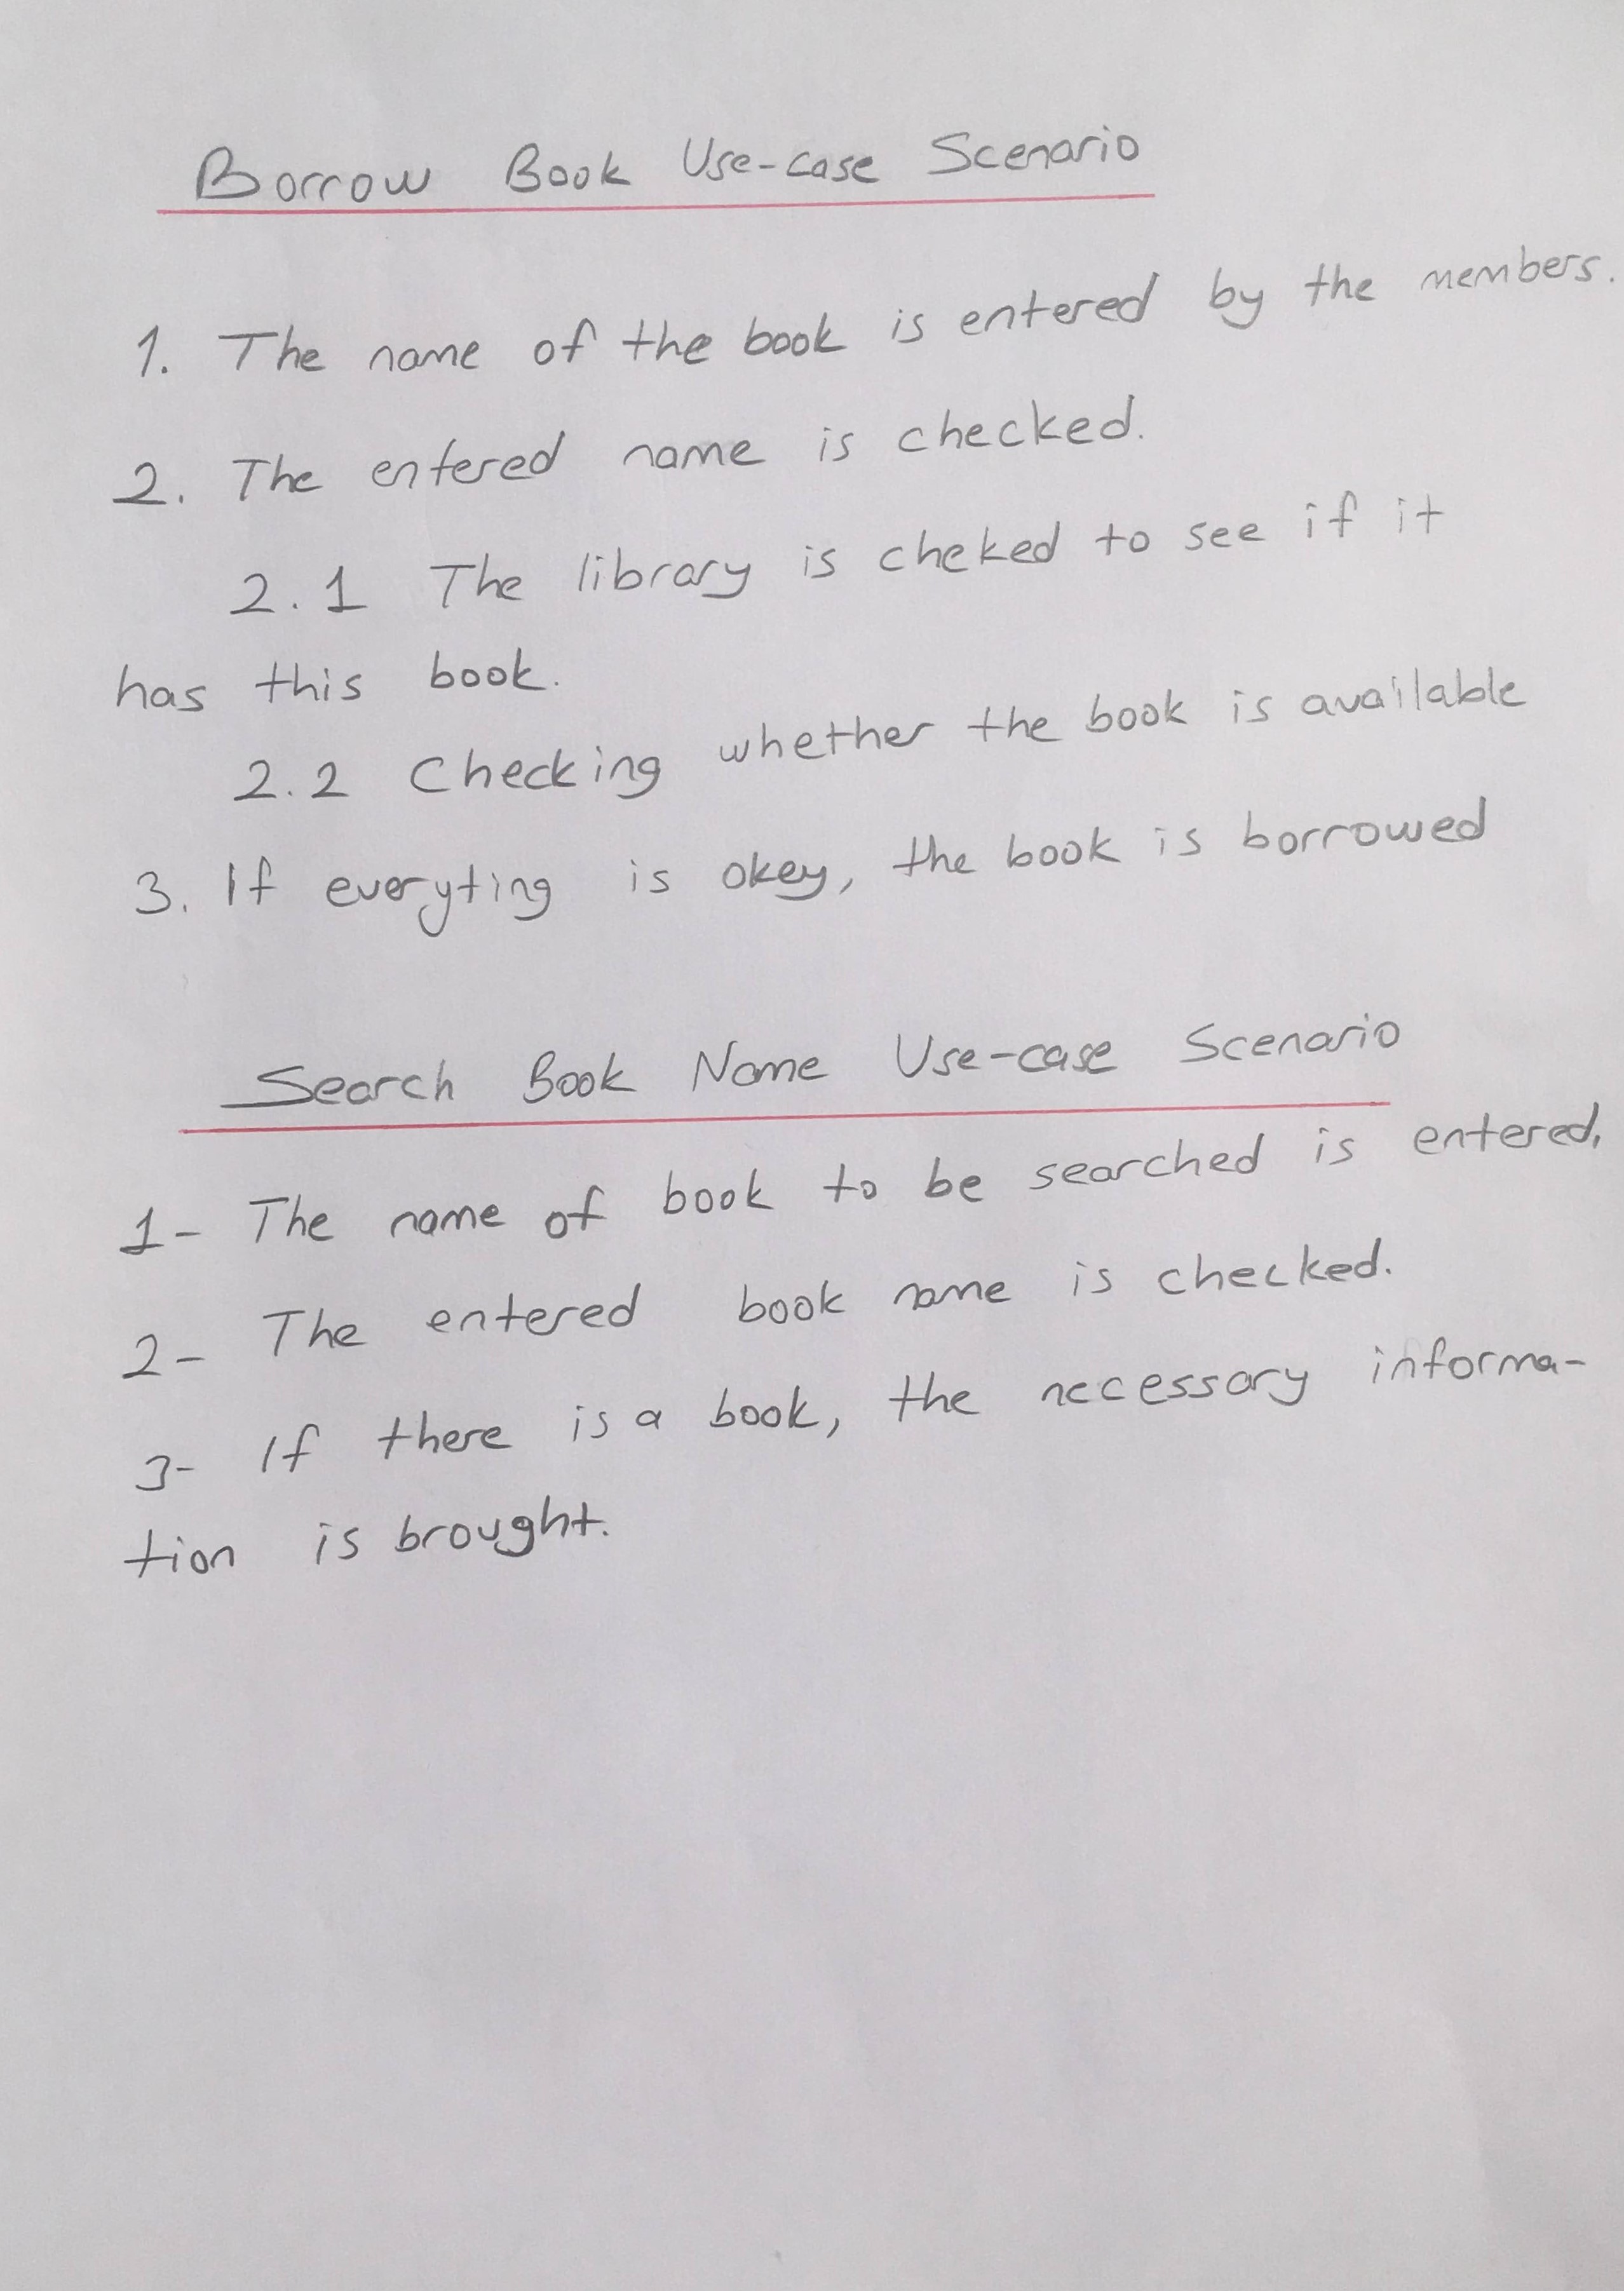 Borrow Book Use-case Scenario
1. The name of the book is entered by the members.
2. The entered name is checked.
2.1 The library is cheked to see if it
has this book.
2.2 Checking whether the book is available
3. If everyting is okey, the book is borrowed
Search Book Name Use-case Scenario
1- The name of book to be searched is entered.
2- The entered book name is checked.
3- If there is a book, the necessary informa-
tion is brought.